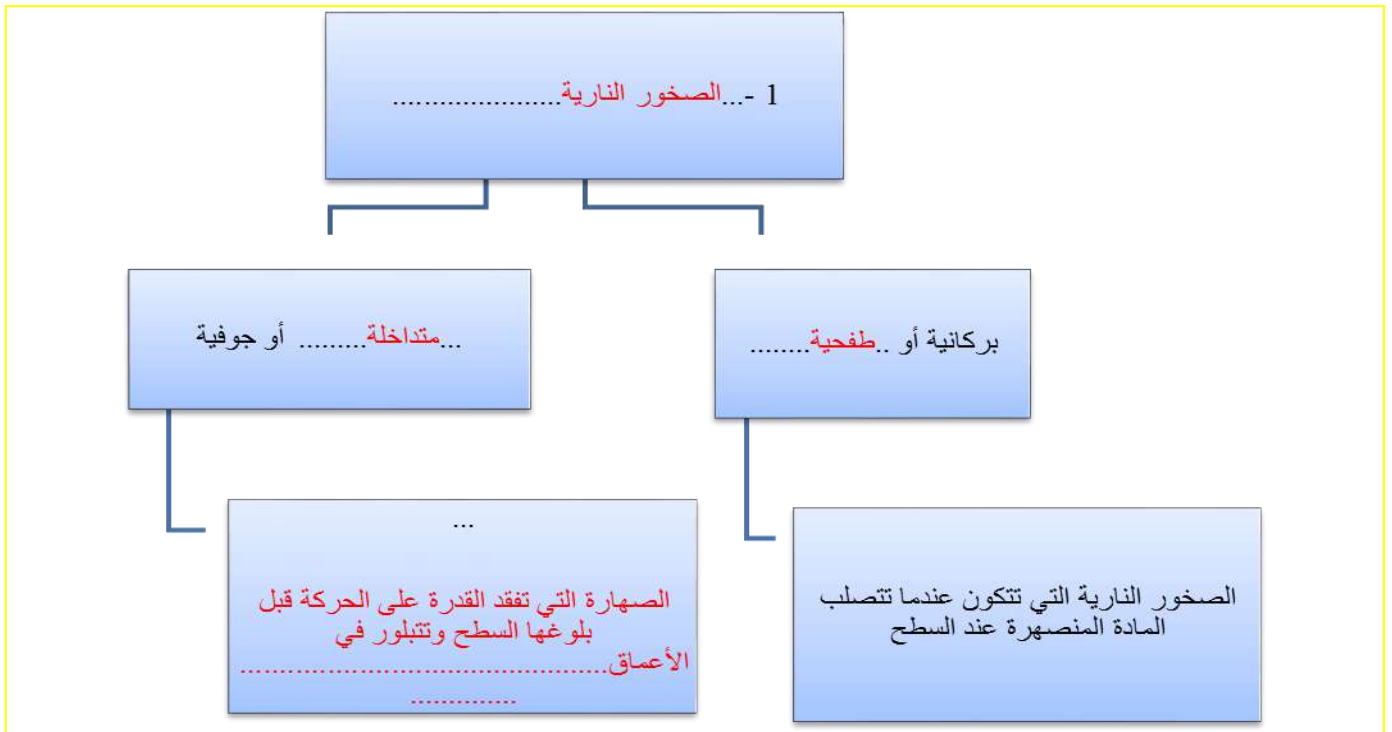 1 -...الصخور النارية......................
بركانية أو ..طفحية........
...متداخلة......... أو جوفية
الصخور النارية التي تتكون عندما تتصلب
المادة المنصهرة عند السطح
...
الصهارة التي تفقد القدرة على الحركة قبل
بلوغها السطح وتتبلور في
الأعماق...............................................
..............